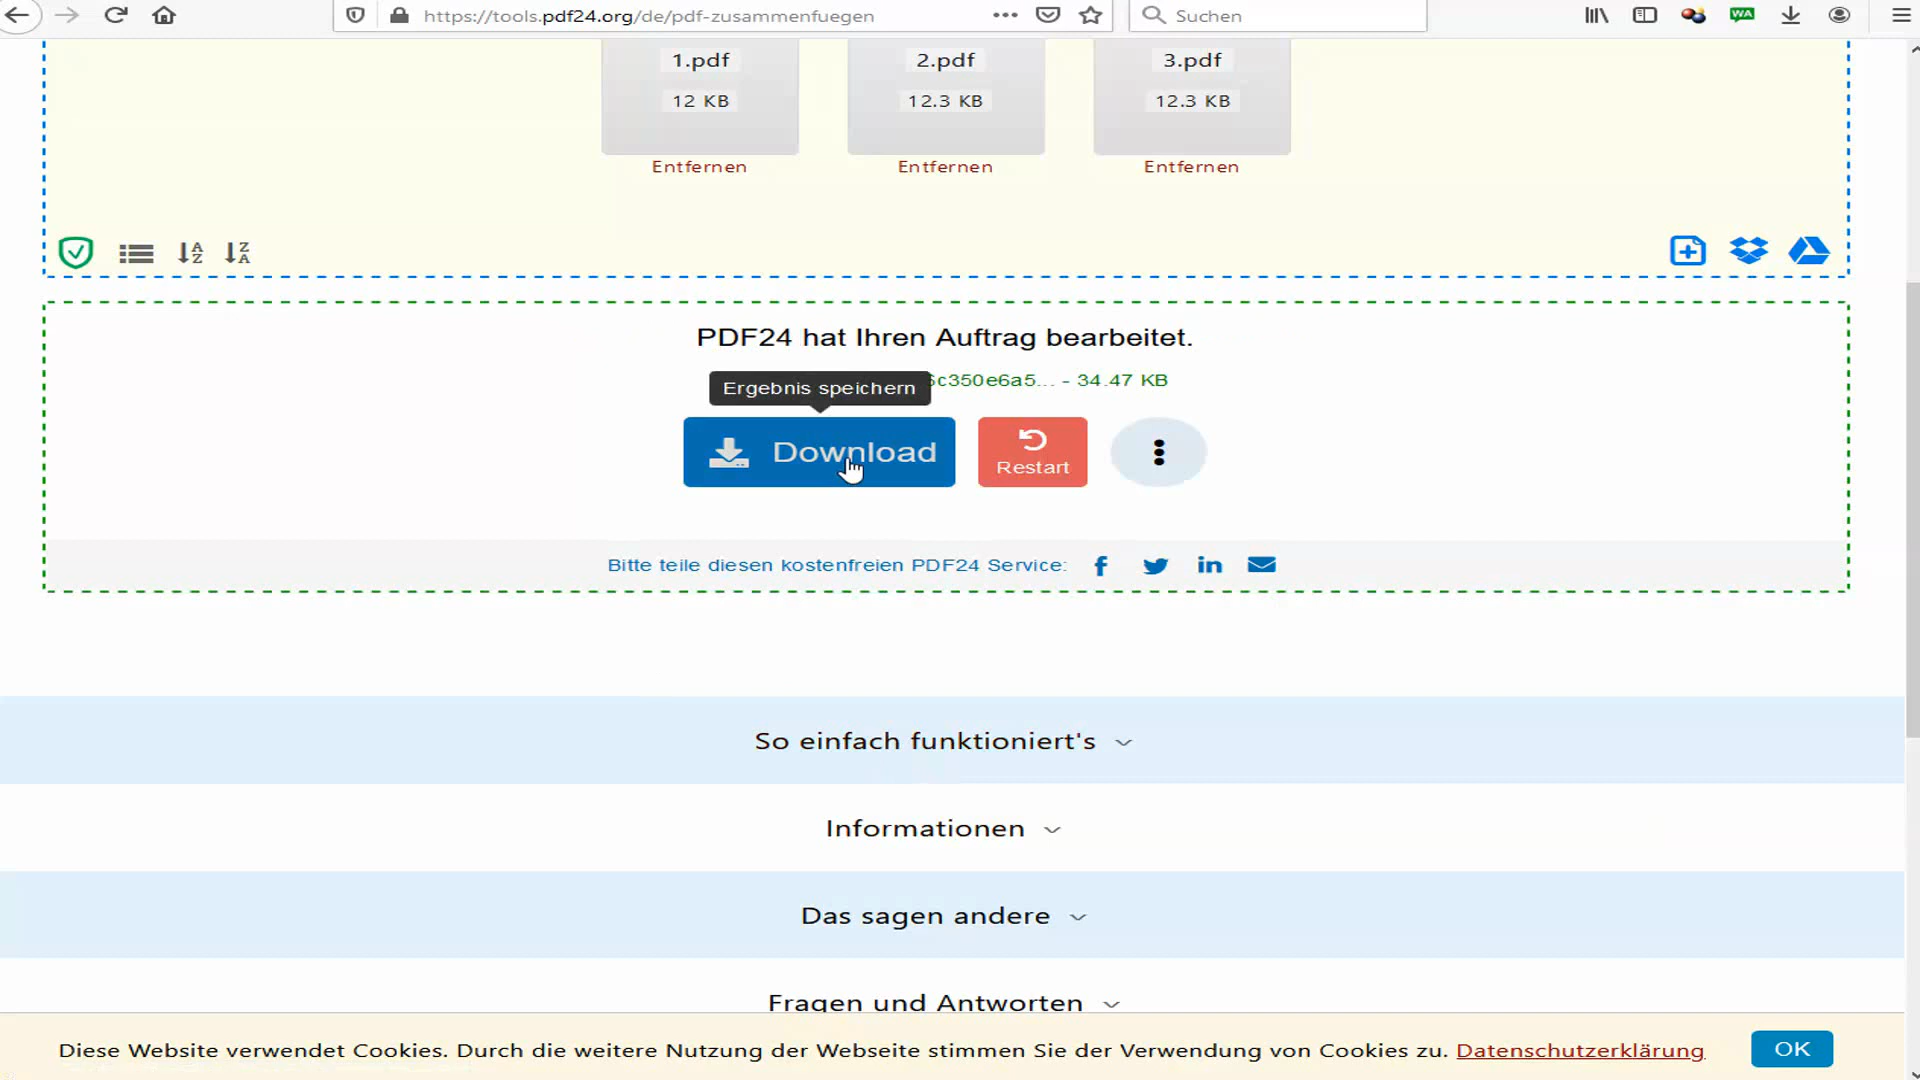 https://tools.pdf24.org/de/pdf-zusammenfuegen
Suchen
WA
1.pdf 2.pdf 3.pdf
12 KB 12.3 KB 12.3 KB
Entfernen Entfernen Entfernen
A Z Z A
PDF24 hat Ihren Auftrag bearbeitet.
Ergebnis speichern
6c350e6a5... - 34.47 KB
Download
Restart
Bitte teile diesen kostenfreien PDF24 Service:
So einfach funktioniert's
Informationen
Das sagen andere
Fragen und Antworten
Diese Website verwendet Cookies. Durch die weitere Nutzung der Webseite stimmen Sie der Verwendung von Cookies zu. Datenschutzerklärung OK